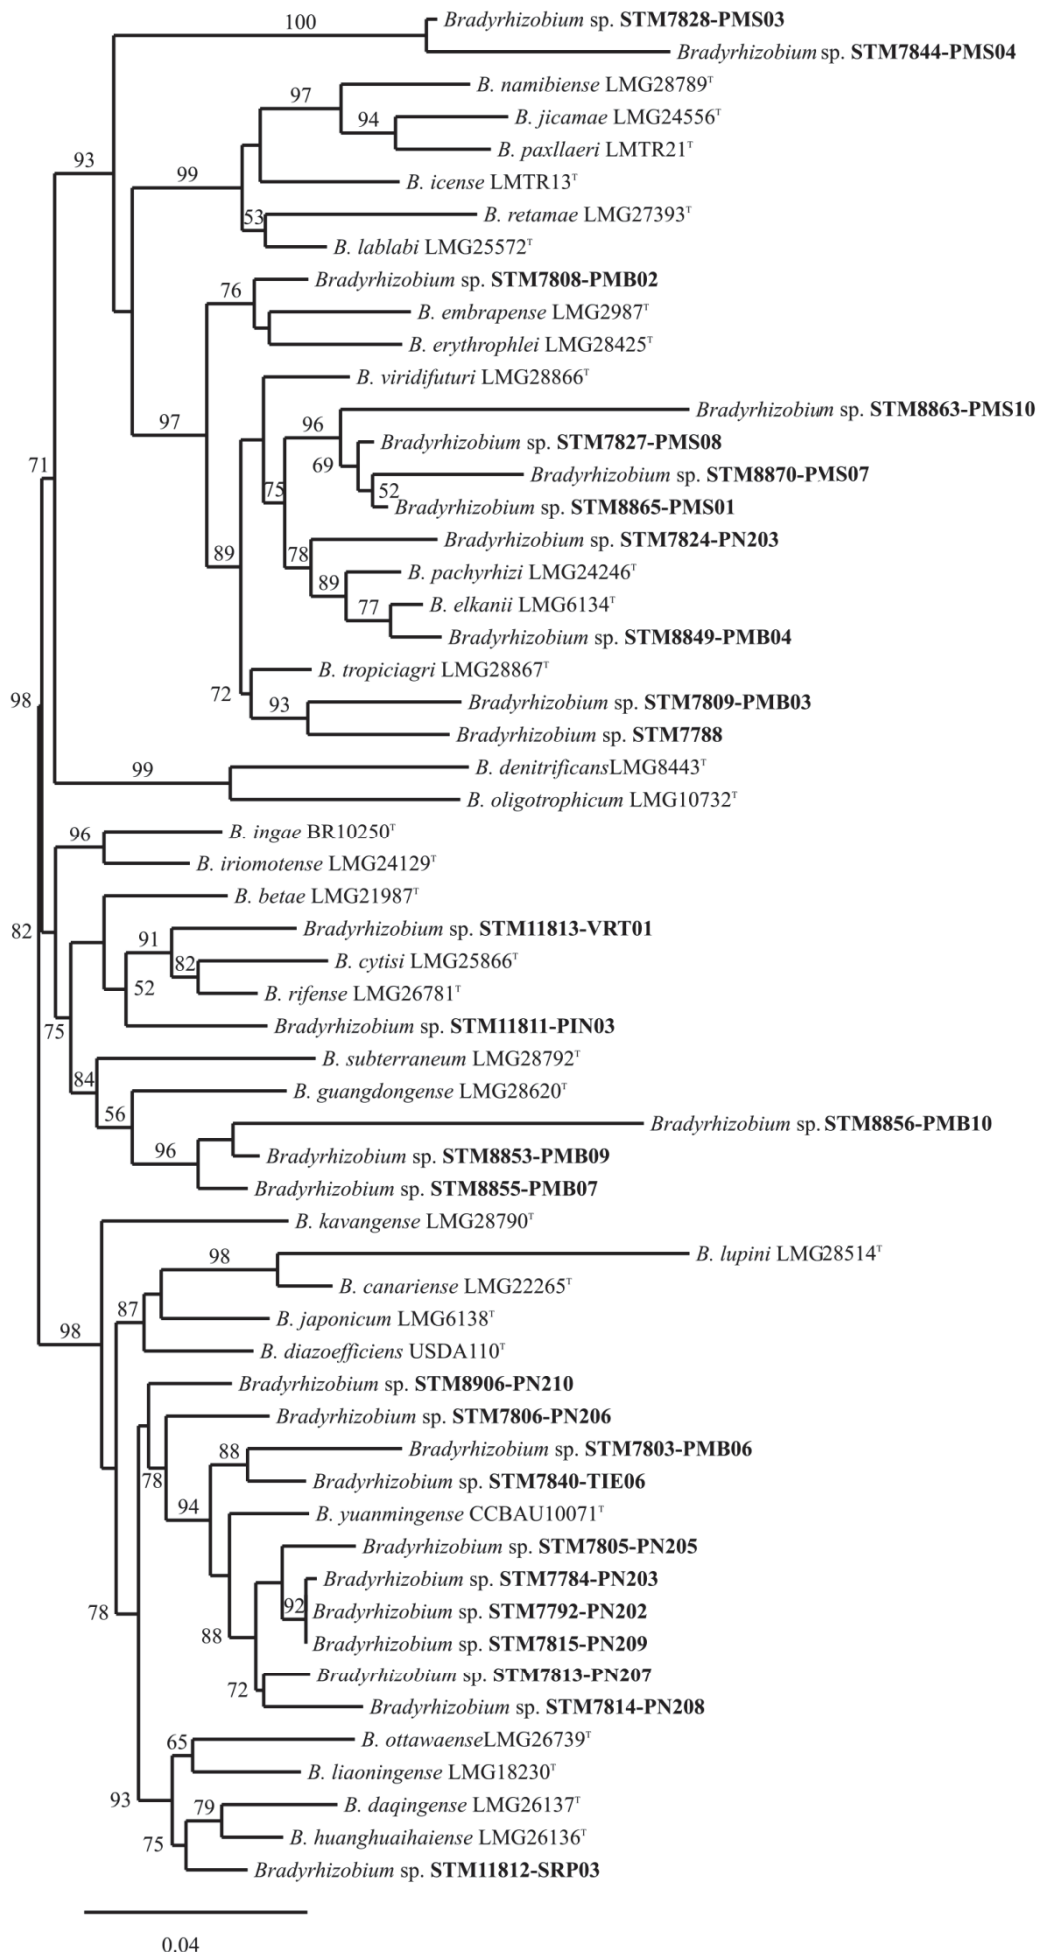 100
Bradyrhizobium sp. STM7828-PMS03
Bradyrhizobium sp. STM7844-PMS04
B. namibiense LMG28789ᵀ
97
B. jicamae LMG24556ᵀ
94
B. paxllaeri LMTR21ᵀ
93
99
B. icense LMTR13ᵀ
B. retamae LMG27393ᵀ
53
B. lablabi LMG25572ᵀ
Bradyrhizobium sp. STM7808-PMB02
76
B. embrapense LMG2987ᵀ
B. erythrophlei LMG28425ᵀ
B. viridifuturi LMG28866ᵀ
Bradyrhizobium sp. STM8863-PMS10
97
96
Bradyrhizobium sp. STM7827-PMS08
71
69
Bradyrhizobium sp. STM8870-PMS07
75
52
Bradyrhizobium sp. STM8865-PMS01
Bradyrhizobium sp. STM7824-PN203
89
78
B. pachyrhizi LMG24246ᵀ
89
B. elkanii LMG6134ᵀ
77
Bradyrhizobium sp. STM8849-PMB04
B. tropiciagri LMG28867ᵀ
98
72
93
Bradyrhizobium sp. STM7809-PMB03
Bradyrhizobium sp. STM7788
99
B. denitrificansLMG8443ᵀ
B. oligotrophicum LMG10732ᵀ
96
B. ingae BR10250ᵀ
B. iriomotense LMG24129ᵀ
B. betae LMG21987ᵀ
82
91
Bradyrhizobium sp. STM11813-VRT01
82
B. cytisi LMG25866ᵀ
52
B. rifense LMG26781ᵀ
75
Bradyrhizobium sp. STM11811-PIN03
B. subterraneum LMG28792ᵀ
84
B. guangdongense LMG28620ᵀ
56
Bradyrhizobium sp. STM8856-PMB10
96
Bradyrhizobium sp. STM8853-PMB09
Bradyrhizobium sp. STM8855-PMB07
B. kavangense LMG28790ᵀ
98
B. lupini LMG28514ᵀ
B. canariense LMG22265ᵀ
98
87
B. japonicum LMG6138ᵀ
B. diazoefficiens USDA110ᵀ
Bradyrhizobium sp. STM8906-PN210
Bradyrhizobium sp. STM7806-PN206
88
Bradyrhizobium sp. STM7803-PMB06
78
Bradyrhizobium sp. STM7840-TIE06
94
B. yuanmingense CCBAU10071ᵀ
Bradyrhizobium sp. STM7805-PN205
Bradyrhizobium sp. STM7784-PN203
78
92
Bradyrhizobium sp. STM7792-PN202
88
Bradyrhizobium sp. STM7815-PN209
Bradyrhizobium sp. STM7813-PN207
72
Bradyrhizobium sp. STM7814-PN208
65
B. ottawaenseLMG26739ᵀ
B. liaoningense LMG18230ᵀ
93
79
B. daqingense LMG26137ᵀ
75
B. huanghuaihaiense LMG26136ᵀ
Bradyrhizobium sp. STM11812-SRP03
0.04